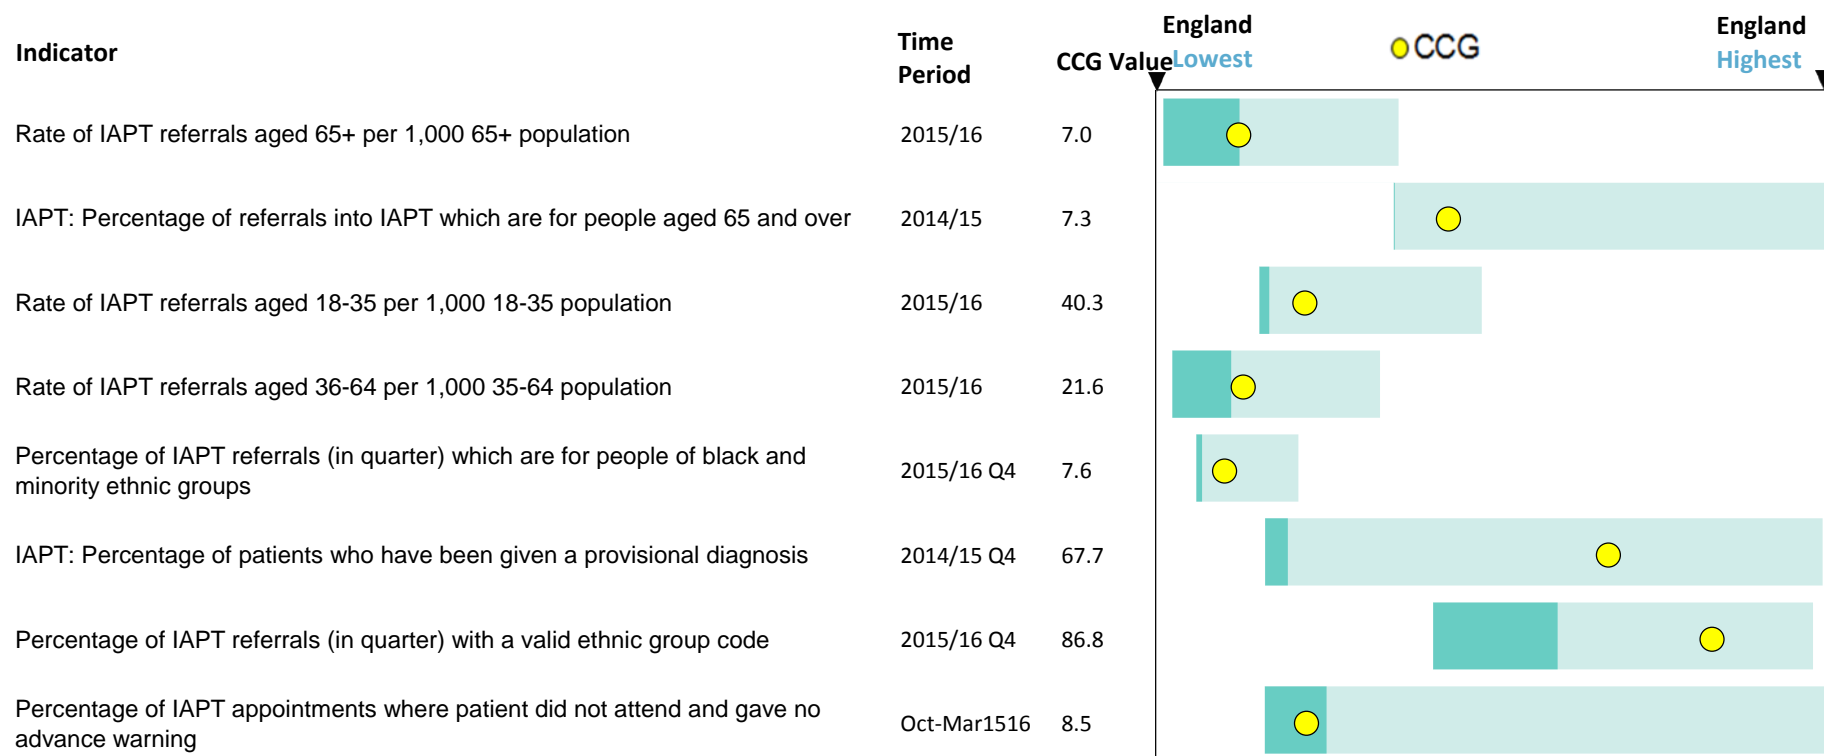 Indicator
Time
Period
CCG Value
England
Lowest
CCG
England
Highest
Rate of IAPT referrals aged 65+ per 1,000 65+ population 2015/16 7.0
IAPT: Percentage of referrals into IAPT which are for people aged 65 and over 2014/15 7.3
Rate of IAPT referrals aged 18-35 per 1,000 18-35 population 2015/16 40.3
Rate of IAPT referrals aged 36-64 per 1,000 35-64 population 2015/16 21.6
Percentage of IAPT referrals (in quarter) which are for people of black and
minority ethnic groups
2015/16 Q4 7.6
IAPT: Percentage of patients who have been given a provisional diagnosis 2014/15 Q4 67.7
Percentage of IAPT referrals (in quarter) with a valid ethnic group code 2015/16 Q4 86.8
Percentage of IAPT appointments where patient did not attend and gave no
advance warning
Oct-Mar1516 8.5